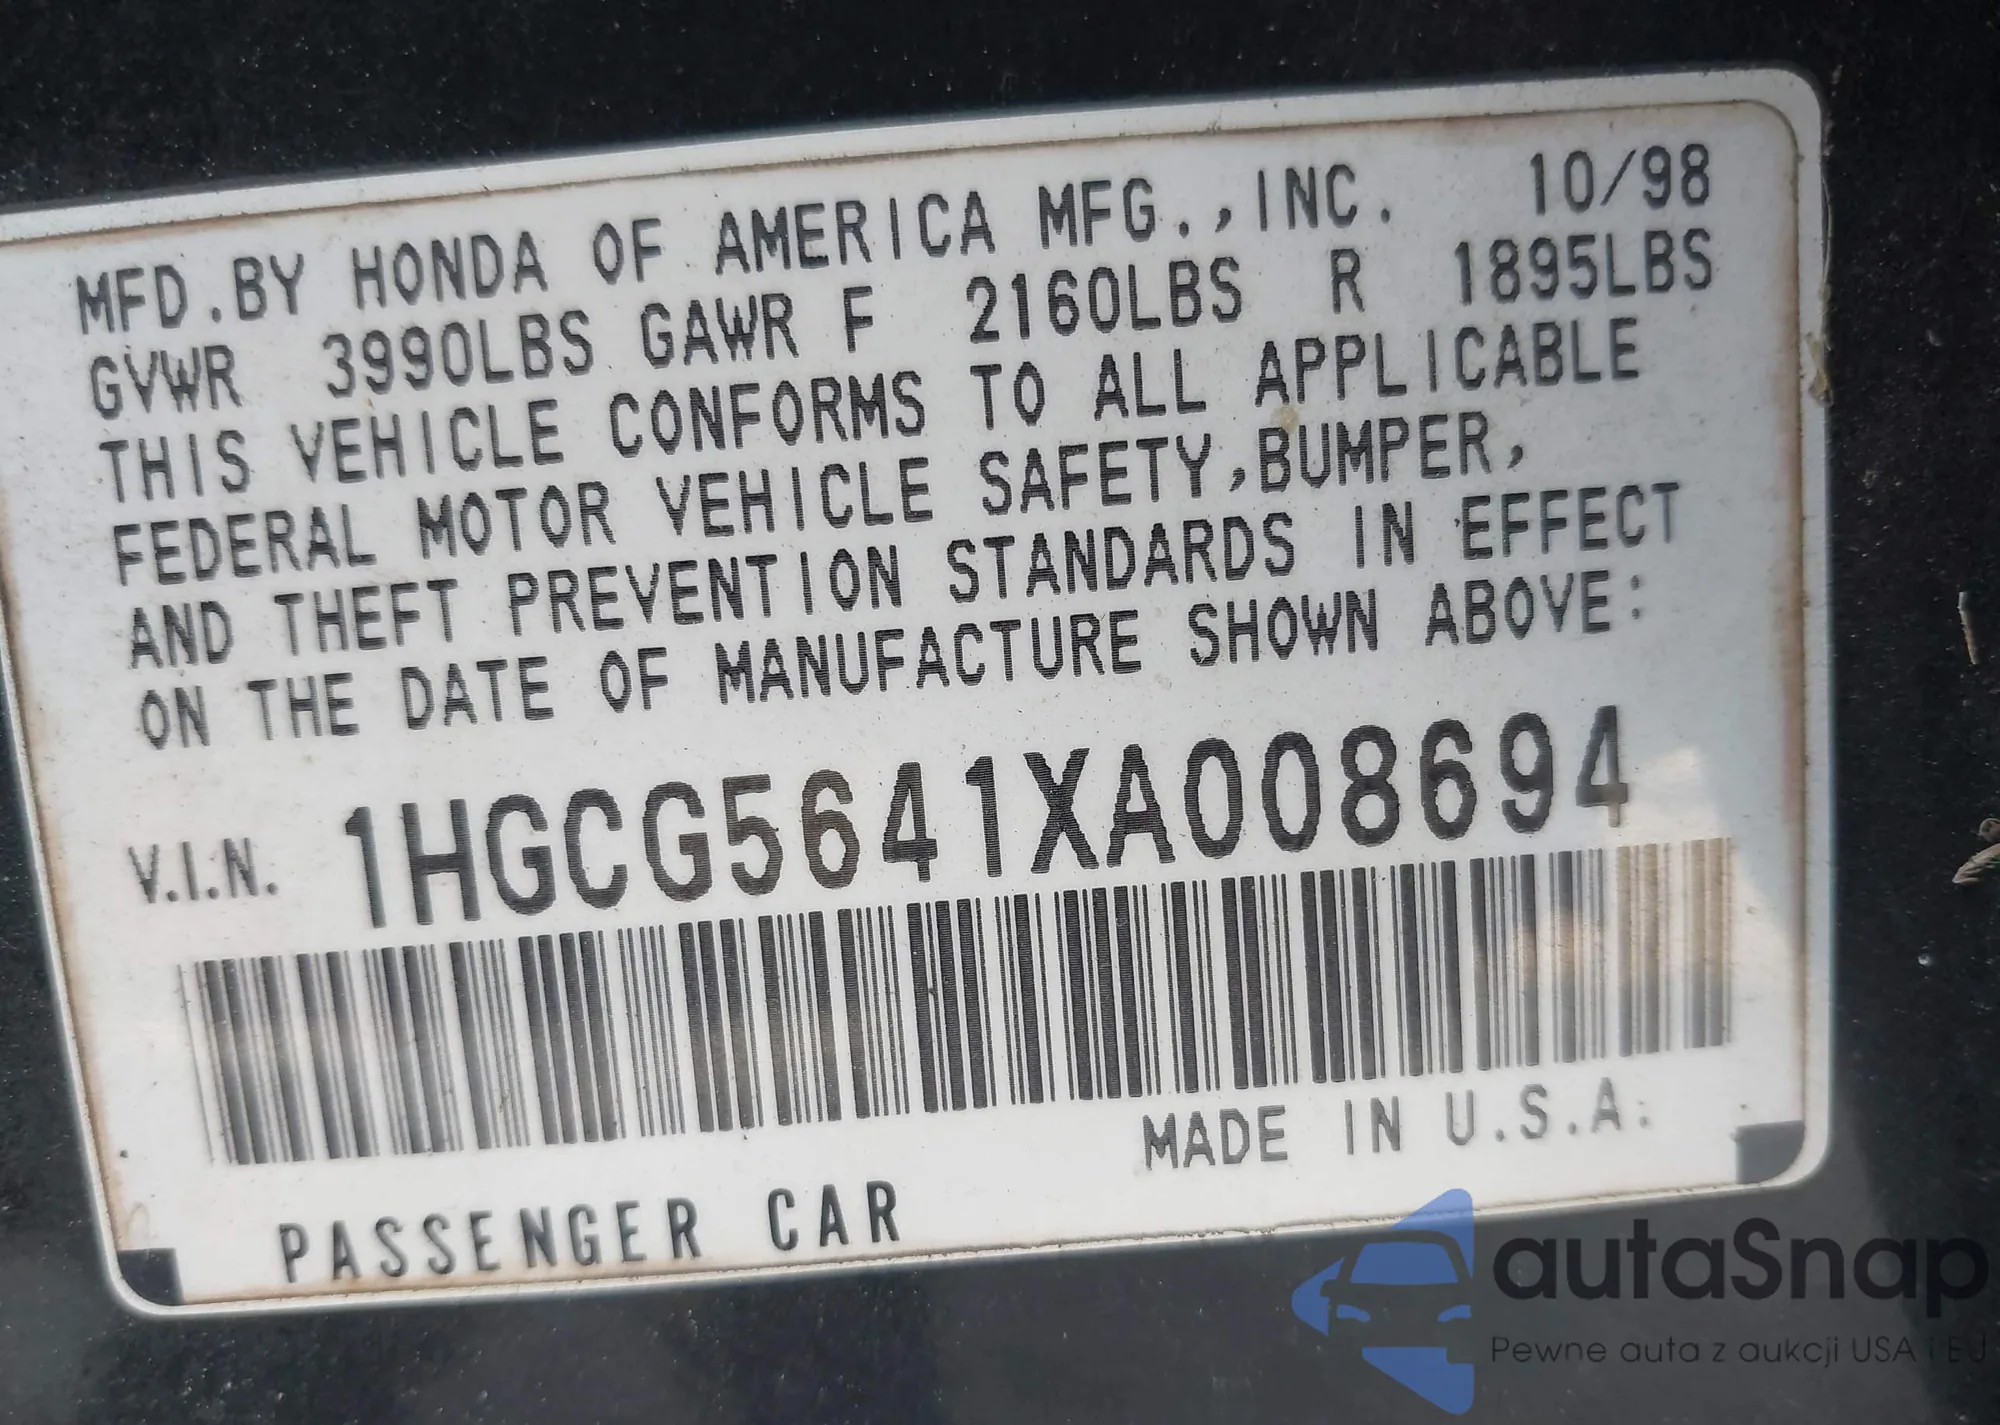 MFD.BY HONDA OF AMERICA MFG.,INC. 10/98
GVWR 3990LBS GAWR F 2160LBS R 1895LBS
THIS VEHICLE CONFORMS TO ALL APPLICABLE
FEDERAL MOTOR VEHICLE SAFETY,BUMPER,
AND THEFT PREVENTION STANDARDS IN EFFECT
ON THE DATE OF MANUFACTURE SHOWN ABOVE:
V.I.N. 1HGCG5641XA008694
MADE IN U.S.A.
PASSENGER CAR
autaSnap
Pewne auta z aukcji USA i EU